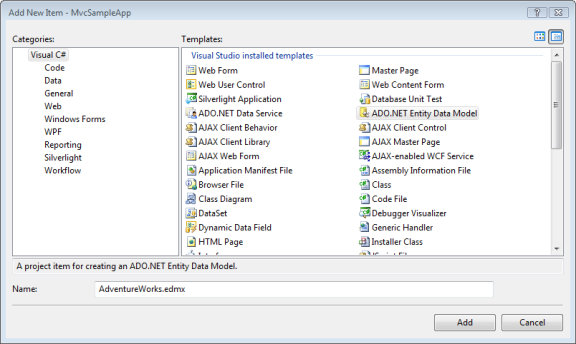 Add New Item - MvcSampleApp
Categories:
Templates:
Visual C#
Code
Data
General
Web
Windows Forms
WPF
Reporting
Silverlight
Workflow
Visual Studio installed templates
Web Form
Master Page
Web User Control
Web Content Form
Silverlight Application
Database Unit Test
ADO.NET Data Service
ADO.NET Entity Data Model
AJAX Client Behavior
AJAX Client Control
AJAX Client Library
AJAX Master Page
AJAX Web Form
AJAX-enabled WCF Service
Application Manifest File
Assembly Information File
Browser File
Class
Class Diagram
Code File
DataSet
Debugger Visualizer
Dynamic Data Field
Generic Handler
HTML Page
Installer Class
A project item for creating an ADO.NET Entity Data Model.
Name:
AdventureWorks.edmx
Add
Cancel